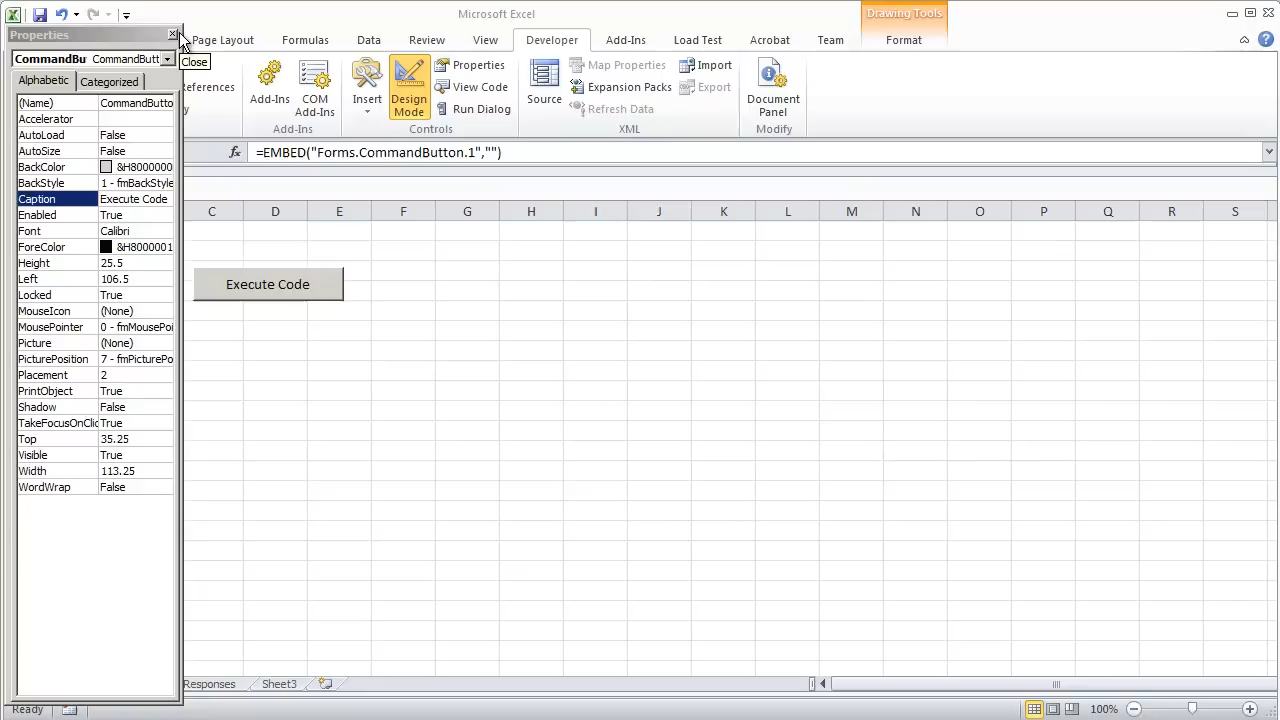 Microsoft Excel
Drawing Tools
Properties
Page Layout
Formulas
Data
Review
View
Developer
Add-Ins
Load Test
Acrobat
Team
Format
CommandBu CommandButt
Close
Alphabetic
Categorized
eferences
Add-Ins
COM
Add-Ins
Add-Ins
Insert
Design
Mode
Properties
View Code
Run Dialog
Controls
Source
Map Properties
Expansion Packs
Refresh Data
Import
Export
XML
Document
Panel
Modify
=EMBED("Forms.CommandButton.1","")
C D E F G H I J K L M N O P Q R S
(Name) CommandButto
Accelerator
AutoLoad False
AutoSize False
BackColor &H8000000
BackStyle 1 - fmBackStyle
Caption Execute Code
Enabled True
Font Calibri
ForeColor &H8000001
Height 25.5
Left 106.5
Locked True
MouseIcon (None)
MousePointer 0 - fmMousePoi
Picture (None)
PicturePosition 7 - fmPicturePo
Placement 2
PrintObject True
Shadow False
TakeFocusOnClic True
Top 35.25
Visible True
Width 113.25
WordWrap False
Execute Code
Responses
Sheet3
Ready
100%